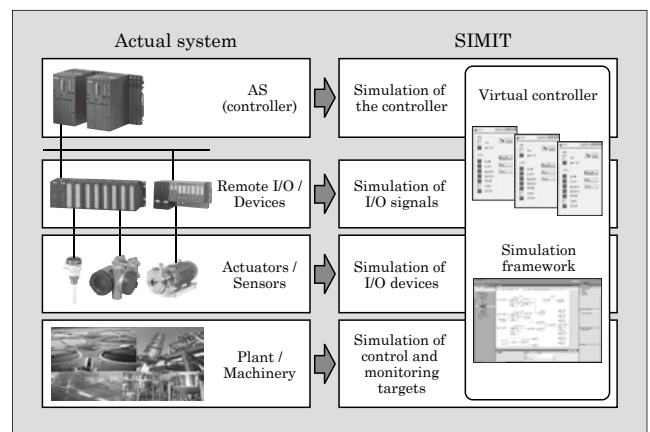 Actual system
SIMIT
AS
(controller)
Simulation of
the controller
Virtual controller
Remote I/O /
Devices
Simulation of
I/O signals
Actuators /
Sensors
Simulation of
I/O devices
Simulation
framework
Plant /
Machinery
Simulation of
control and
monitoring
targets